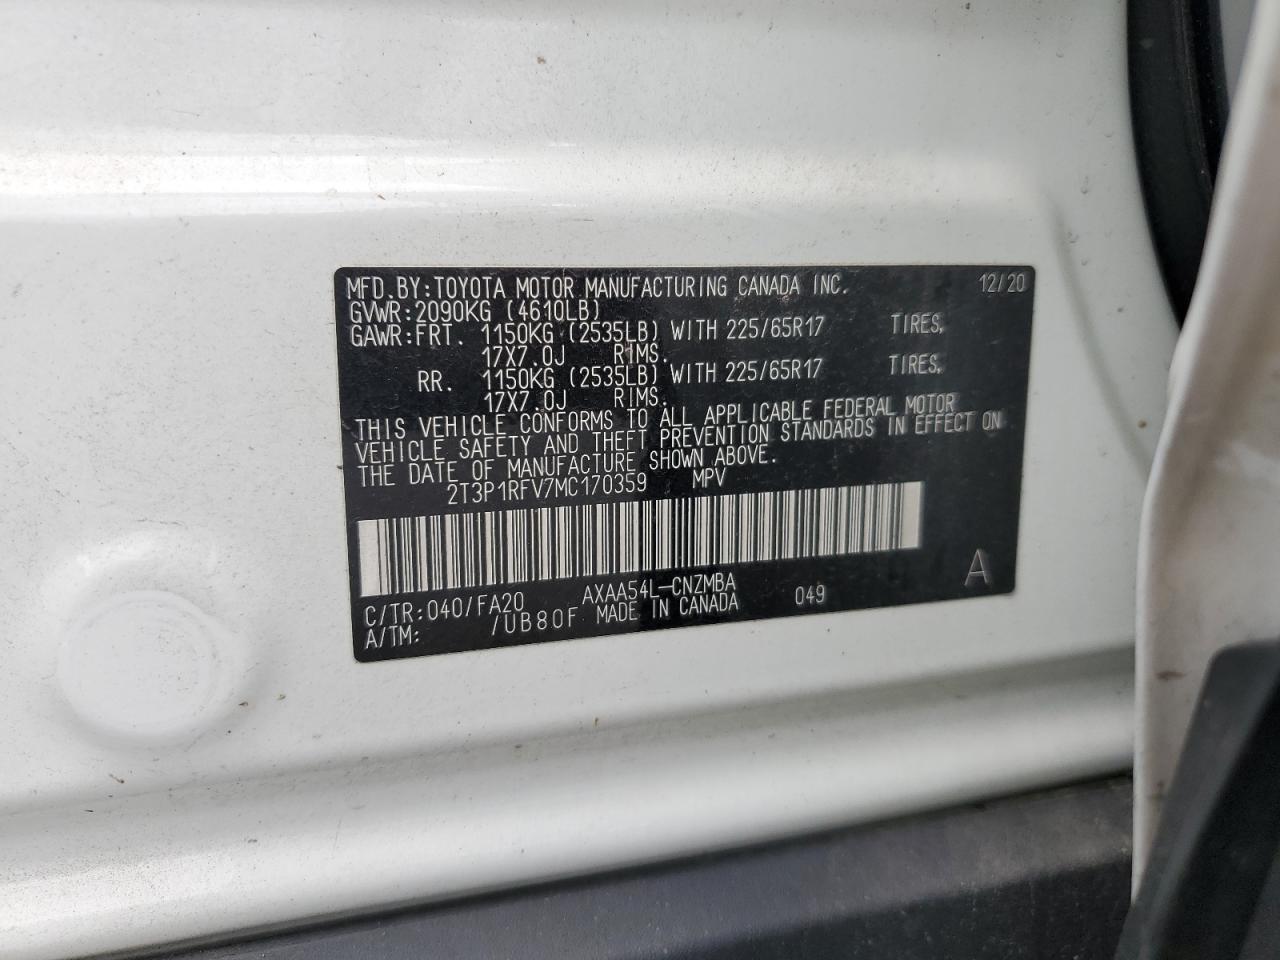 MFD.BY:TOYOTA MOTOR MANUFACTURING CANADA INC. 12/20
GVWR:2090KG (4610LB)
GAWR:FRT. 1150KG (2535LB) WITH 225/65R17 TIRES,
17X7.0J RIMS.
RR. 1150KG (2535LB) WITH 225/65R17 TIRES,
17X7.0J RIMS.
THIS VEHICLE CONFORMS TO ALL APPLICABLE FEDERAL MOTOR
VEHICLE SAFETY AND THEFT PREVENTION STANDARDS IN EFFECT ON
THE DATE OF MANUFACTURE SHOWN ABOVE.
2T3P1RFV7MC170359 MPV
A
C/TR:040/FA20 AXAA54L-CNZMBA 049
A/TM: /UB80F MADE IN CANADA